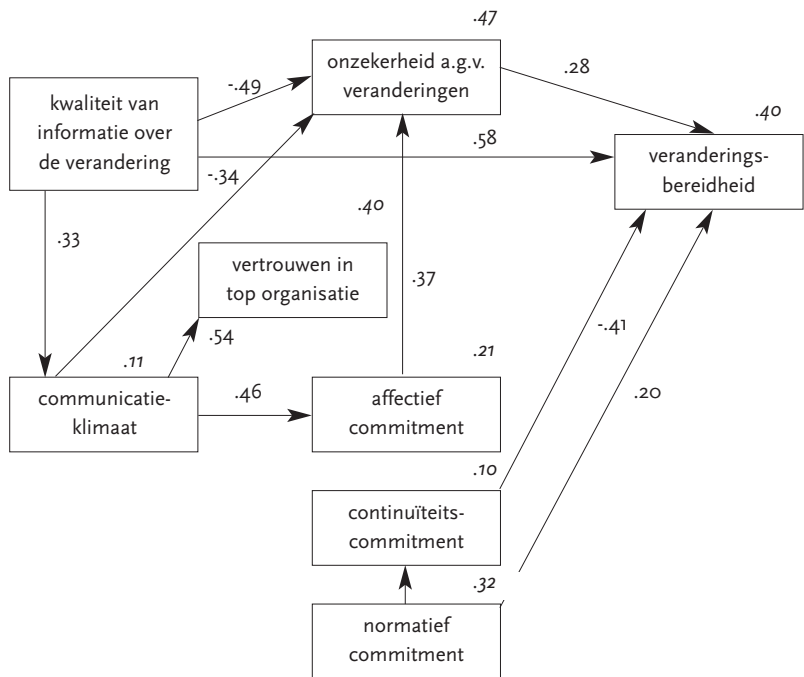 .47
onzekerheid a.g.v.
veranderingen
kwaliteit van
informatie over
de verandering
-.49
.28
.40
.58
veranderings-
bereidheid
-.34
.40
.33
vertrouwen in
top organisatie
.37
-.41
.54
.11
.21
communicatie-
klimaat
.46
affectief
commitment
.20
.10
continuïteits-
commitment
.32
normatief
commitment